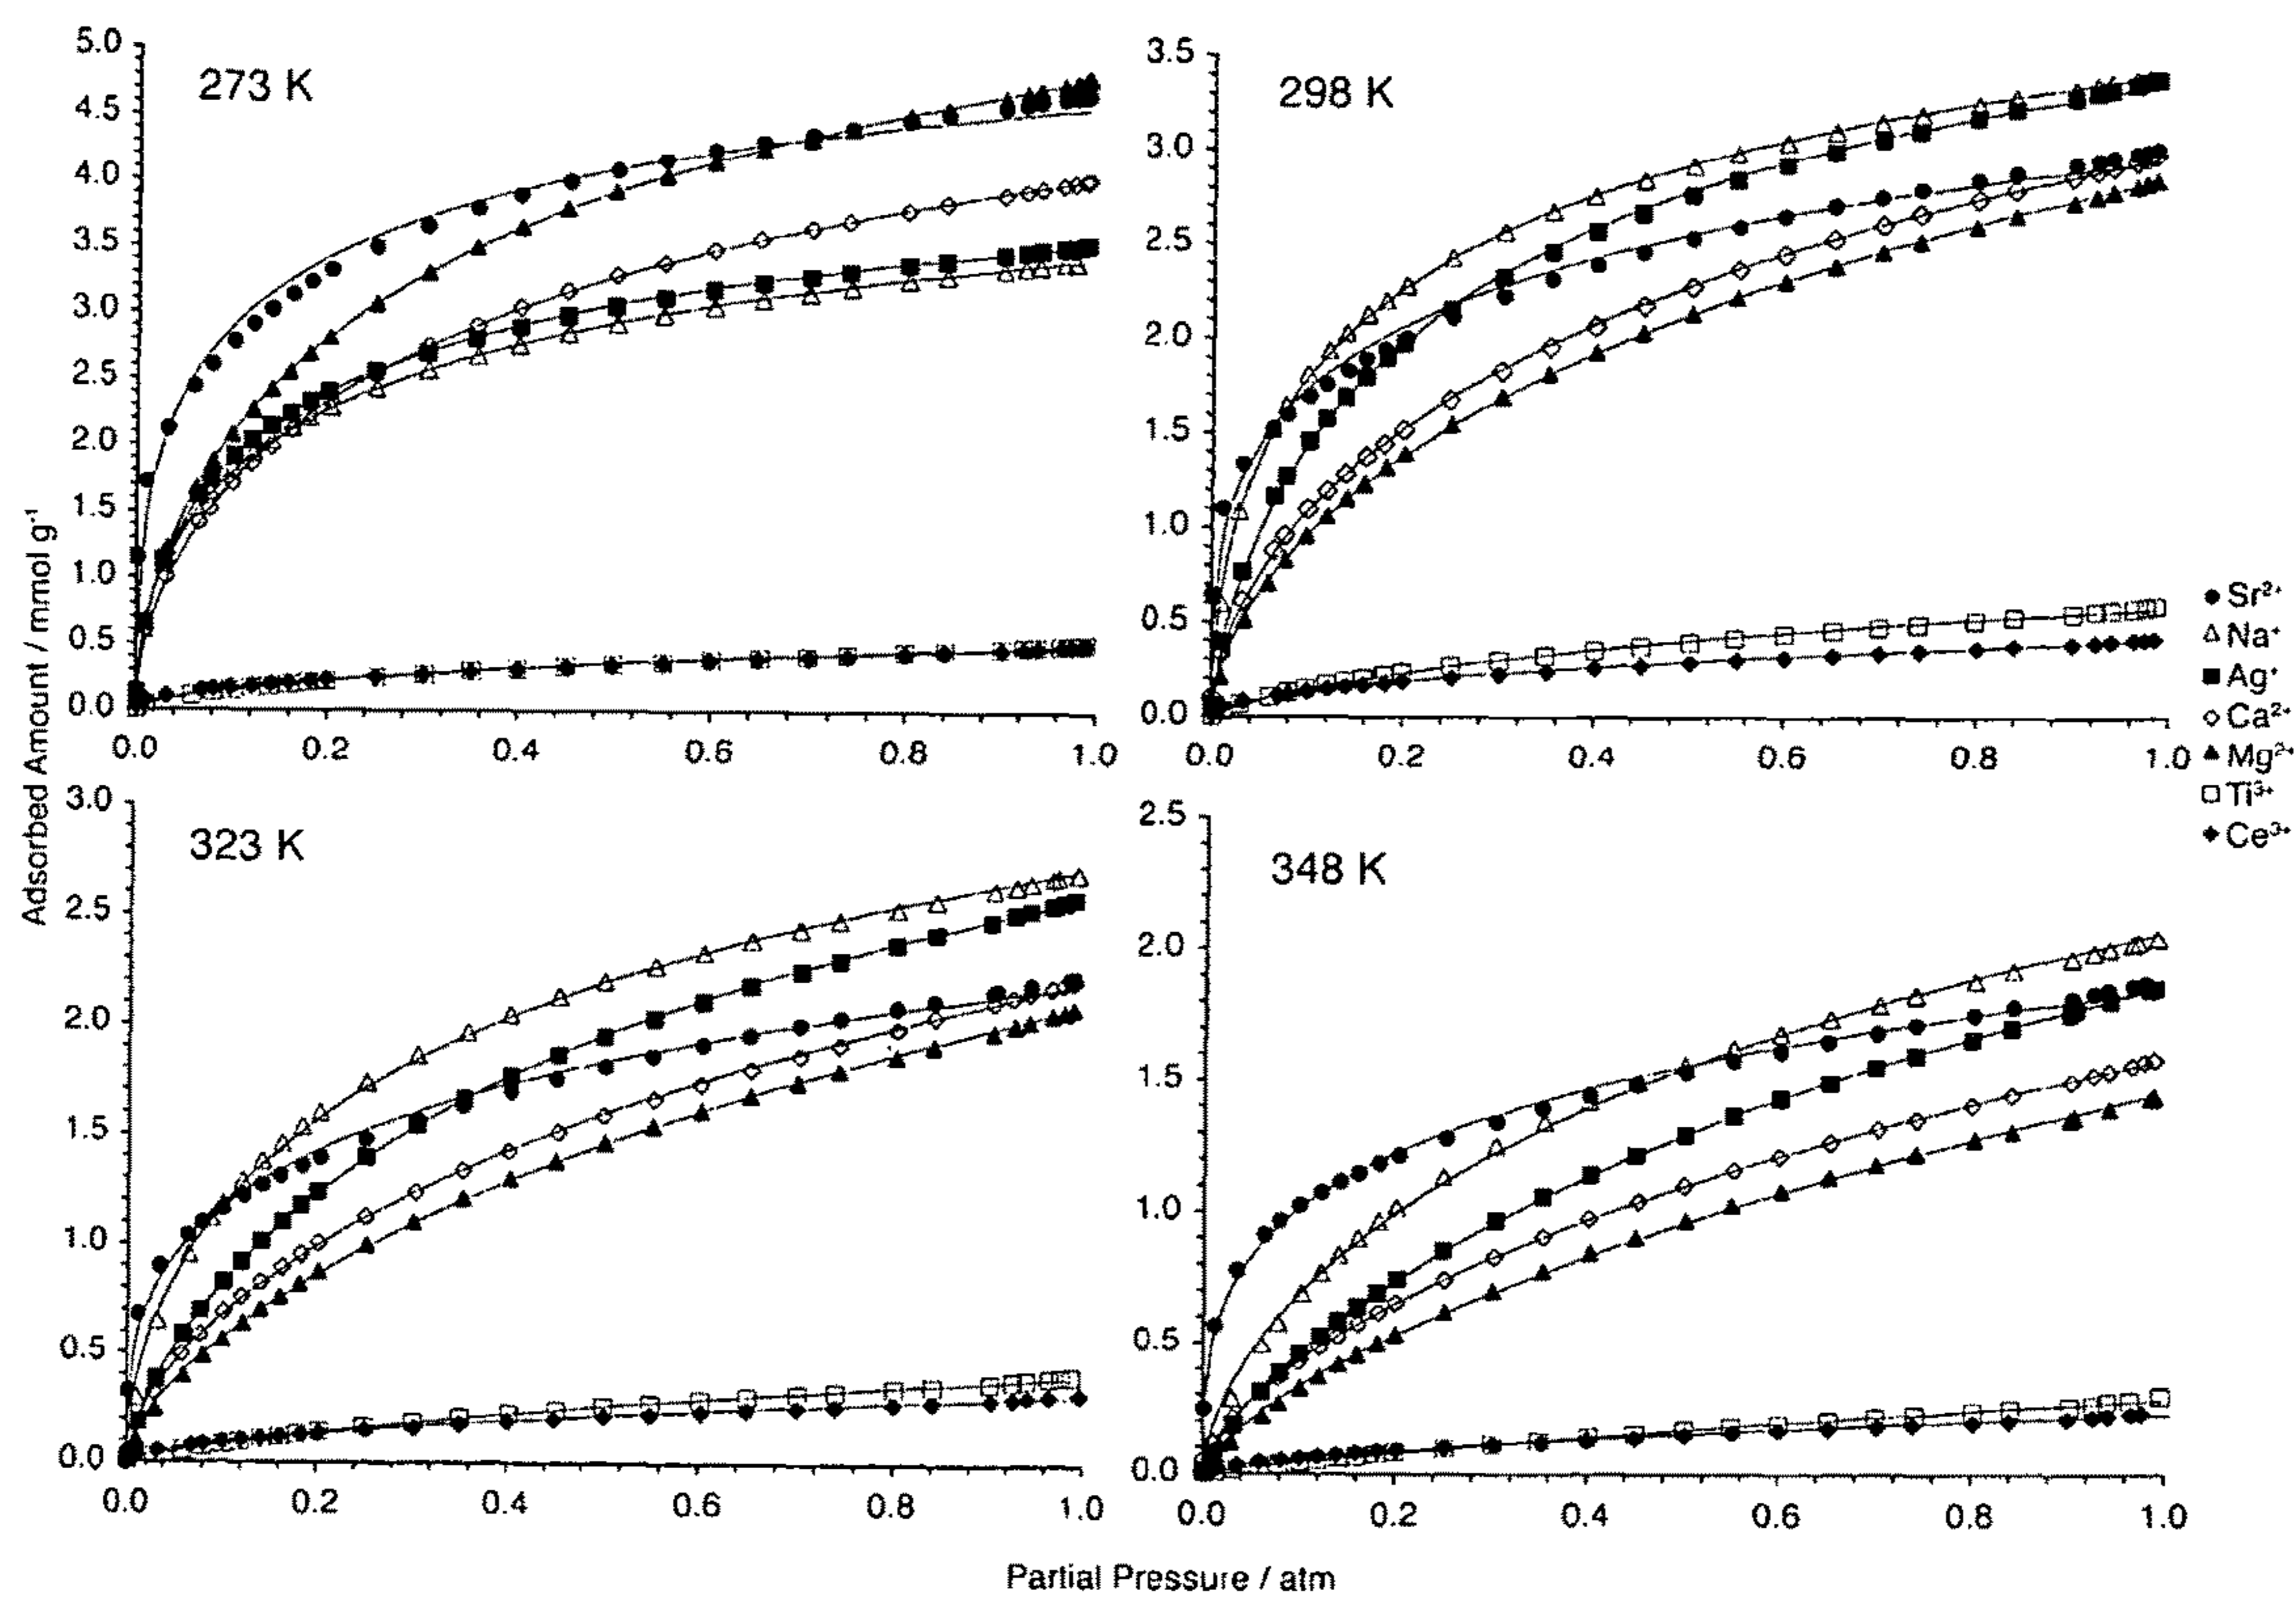 Adsorbed Amount / mmol g⁻¹
273 K
5.0
4.5
4.0
3.5
3.0
2.5
2.0
1.5
1.0
0.5
0.0
0.0 0.2 0.4 0.6 0.8 1.0
298 K
3.5
3.0
2.5
2.0
1.5
1.0
0.5
0.0
0.0 0.2 0.4 0.6 0.8 1.0
Sr²⁺
Na⁺
Ag⁺
Ca²⁺
Mg²⁺
Ti³⁺
Ce³⁺
323 K
3.0
2.5
2.0
1.5
1.0
0.5
0.0
0.0 0.2 0.4 0.6 0.8 1.0
348 K
2.5
2.0
1.5
1.0
0.5
0.0
0.0 0.2 0.4 0.6 0.8 1.0
Partial Pressure / atm